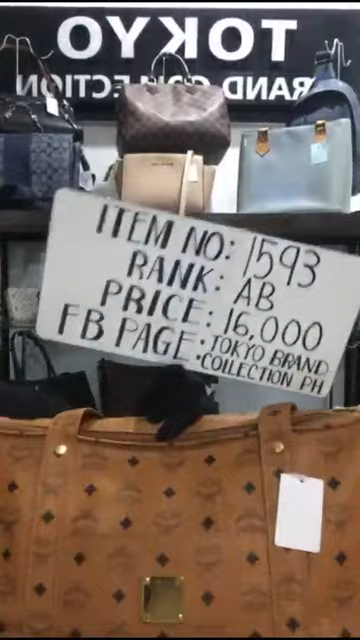 TOKYO
BRAND COLLECTION
ITEM NO: 1593
RANK: AB
PRICE: 16,000
FB PAGE: TOKYO BRAND
COLLECTION PH